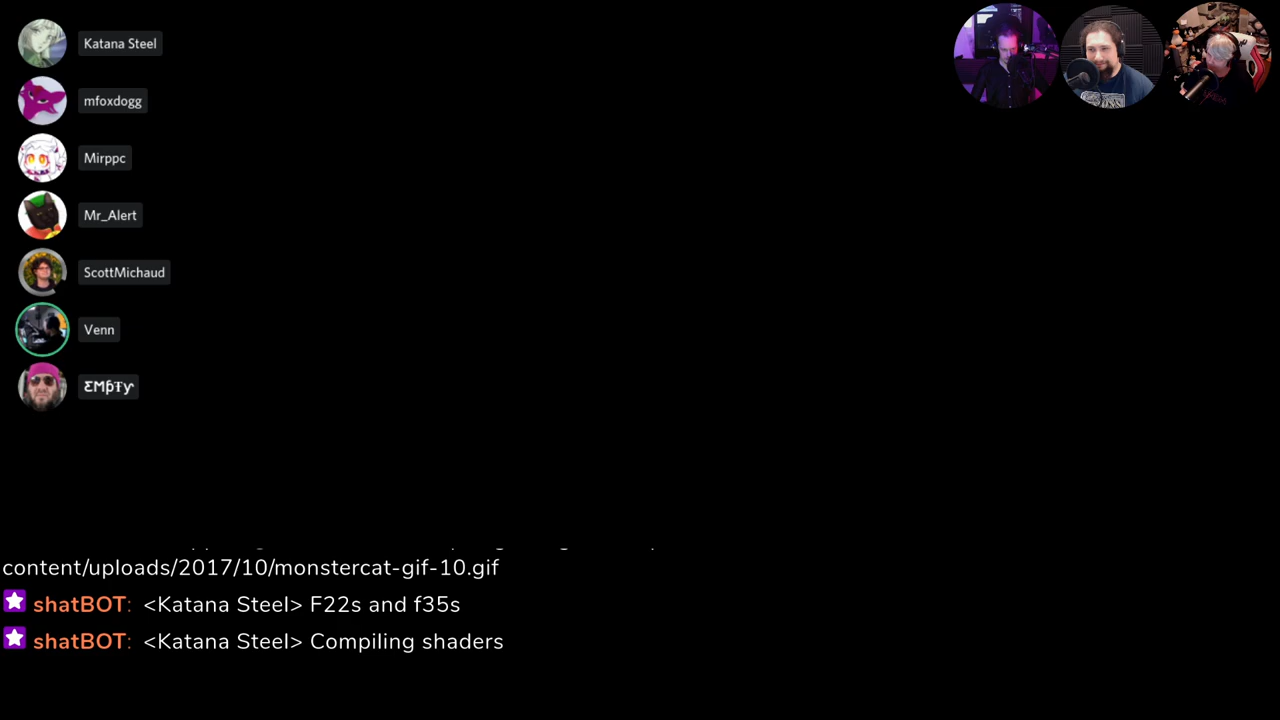 Katana Steel
mfoxdogg
Mirppc
Mr_Alert
ScottMichaud
Venn
content/uploads/2017/10/monstercat-gif-10.gif
shatBOT: <Katana Steel> F22s and f35s
shatBOT: <Katana Steel> Compiling shaders